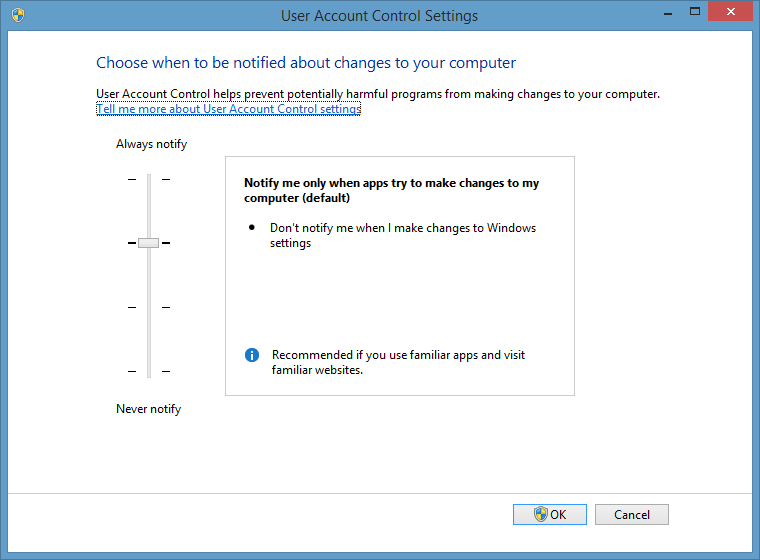 User Account Control Settings
Choose when to be notified about changes to your computer
User Account Control helps prevent potentially harmful programs from making changes to your computer.
Tell me more about User Account Control settings
Always notify
Notify me only when apps try to make changes to my
computer (default)
Don't notify me when I make changes to Windows
settings
Recommended if you use familiar apps and visit
familiar websites.
Never notify
OK
Cancel